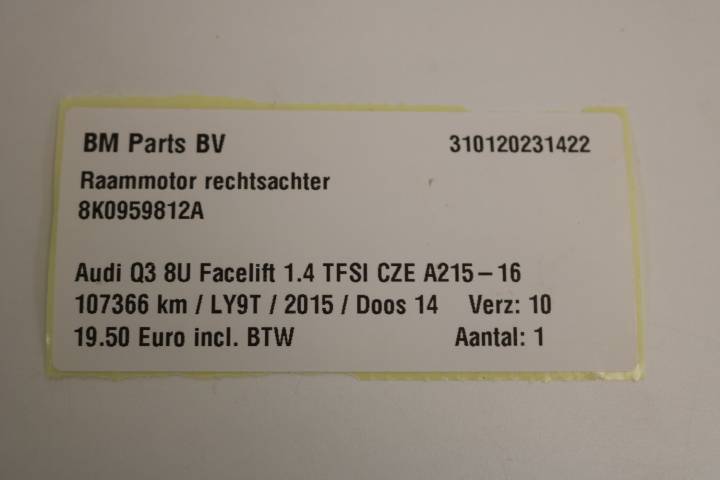 BM Parts BV 310120231422
Raammotor rechtsachter
8K0959812A
Audi Q3 8U Facelift 1.4 TFSI CZE A215-16
107366 km / LY9T / 2015 / Doos 14 Verz: 10
19.50 Euro incl. BTW Aantal: 1